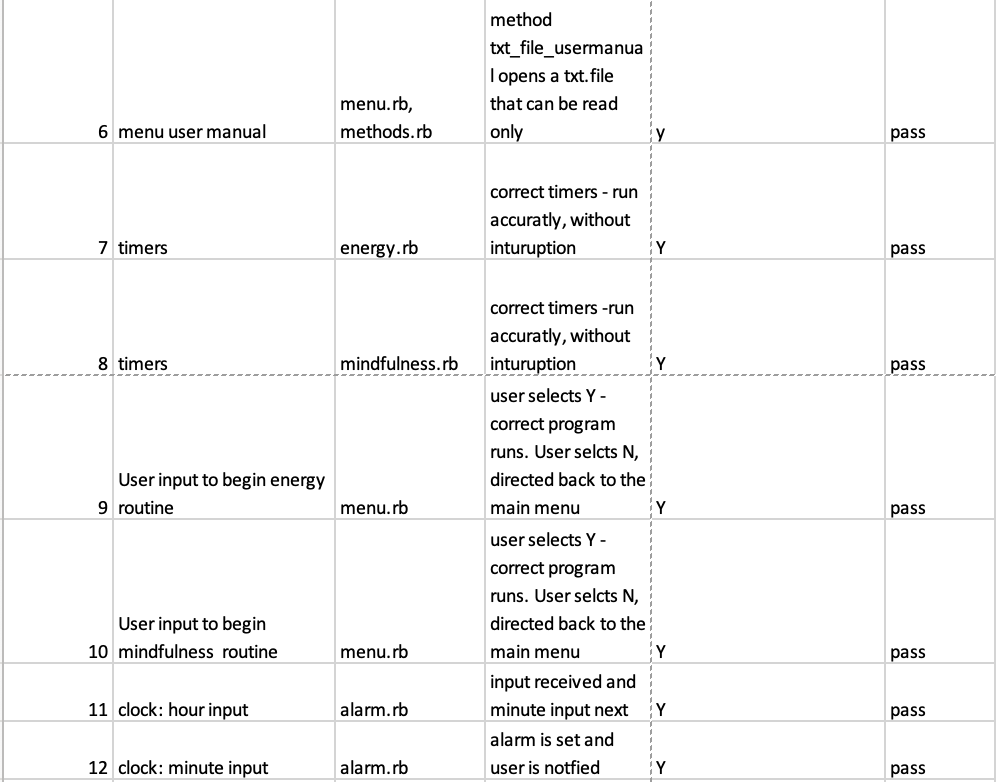 method
txt_file_usermanua
l opens a txt.file
that can be read
only
menu.rb,
methods.rb
6 menu user manual y pass
correct timers - run
accuratly, without
inturuption
7 timers energy.rb Y pass
correct timers -run
accuratly, without
inturuption
8 timers mindfulness.rb Y pass
user selects Y -
correct program
runs. User selcts N,
directed back to the
main menu
User input to begin energy
routine
9 menu.rb Y pass
user selects Y -
correct program
runs. User selcts N,
directed back to the
main menu
User input to begin
mindfulness  routine
10 menu.rb Y pass
input received and
minute input next
11 clock: hour input alarm.rb Y pass
alarm is set and
user is notfied
12 clock: minute input alarm.rb Y pass